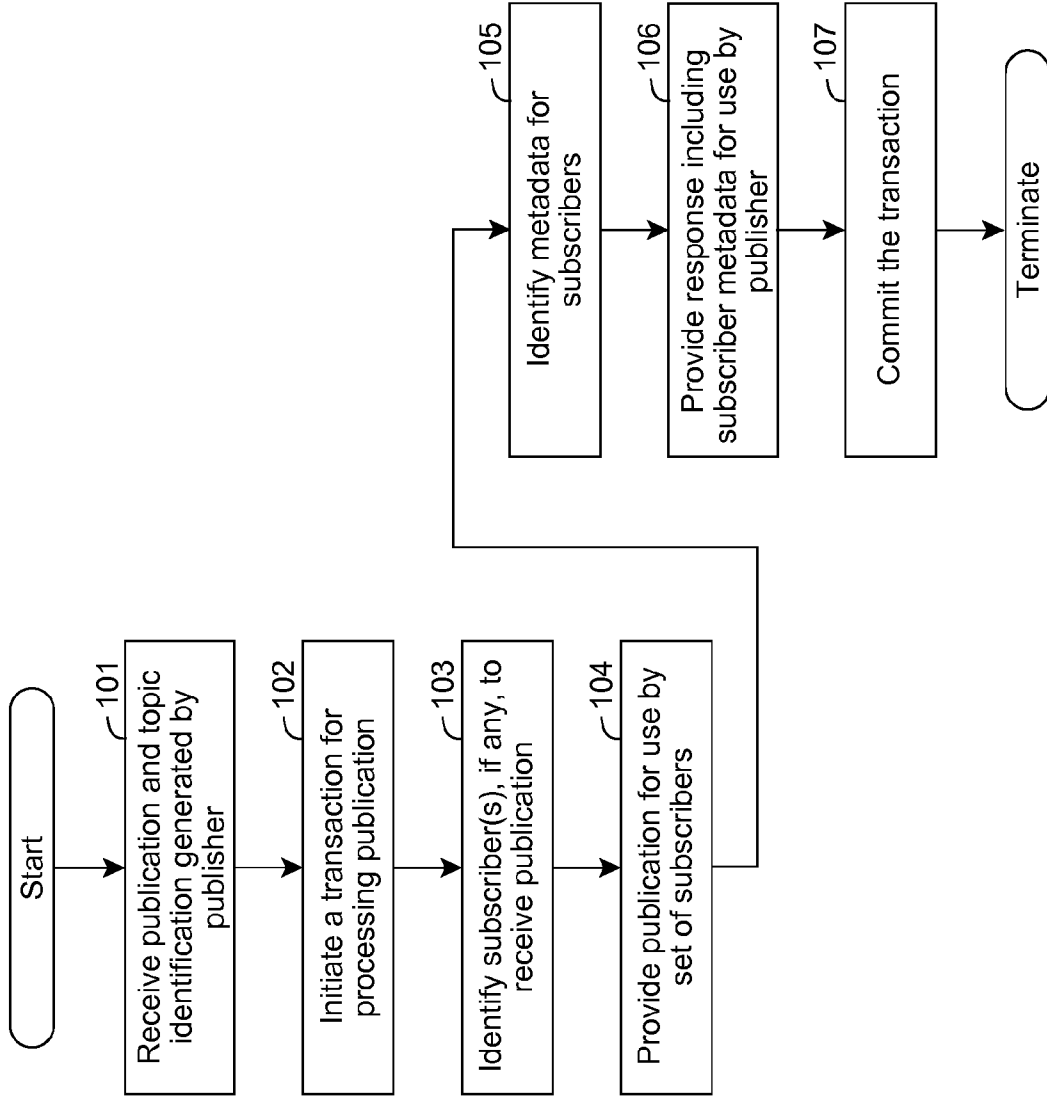 Start
101
Receive publication and topic
identification generated by
publisher
102
Initiate a transaction for
processing publication
103
Identify subscriber(s), if any, to
receive publication
104
Provide publication for use by
set of subscribers
105
Identify metadata for
subscribers
106
Provide response including
subscriber metadata for use by
publisher
107
Commit the transaction
Terminate